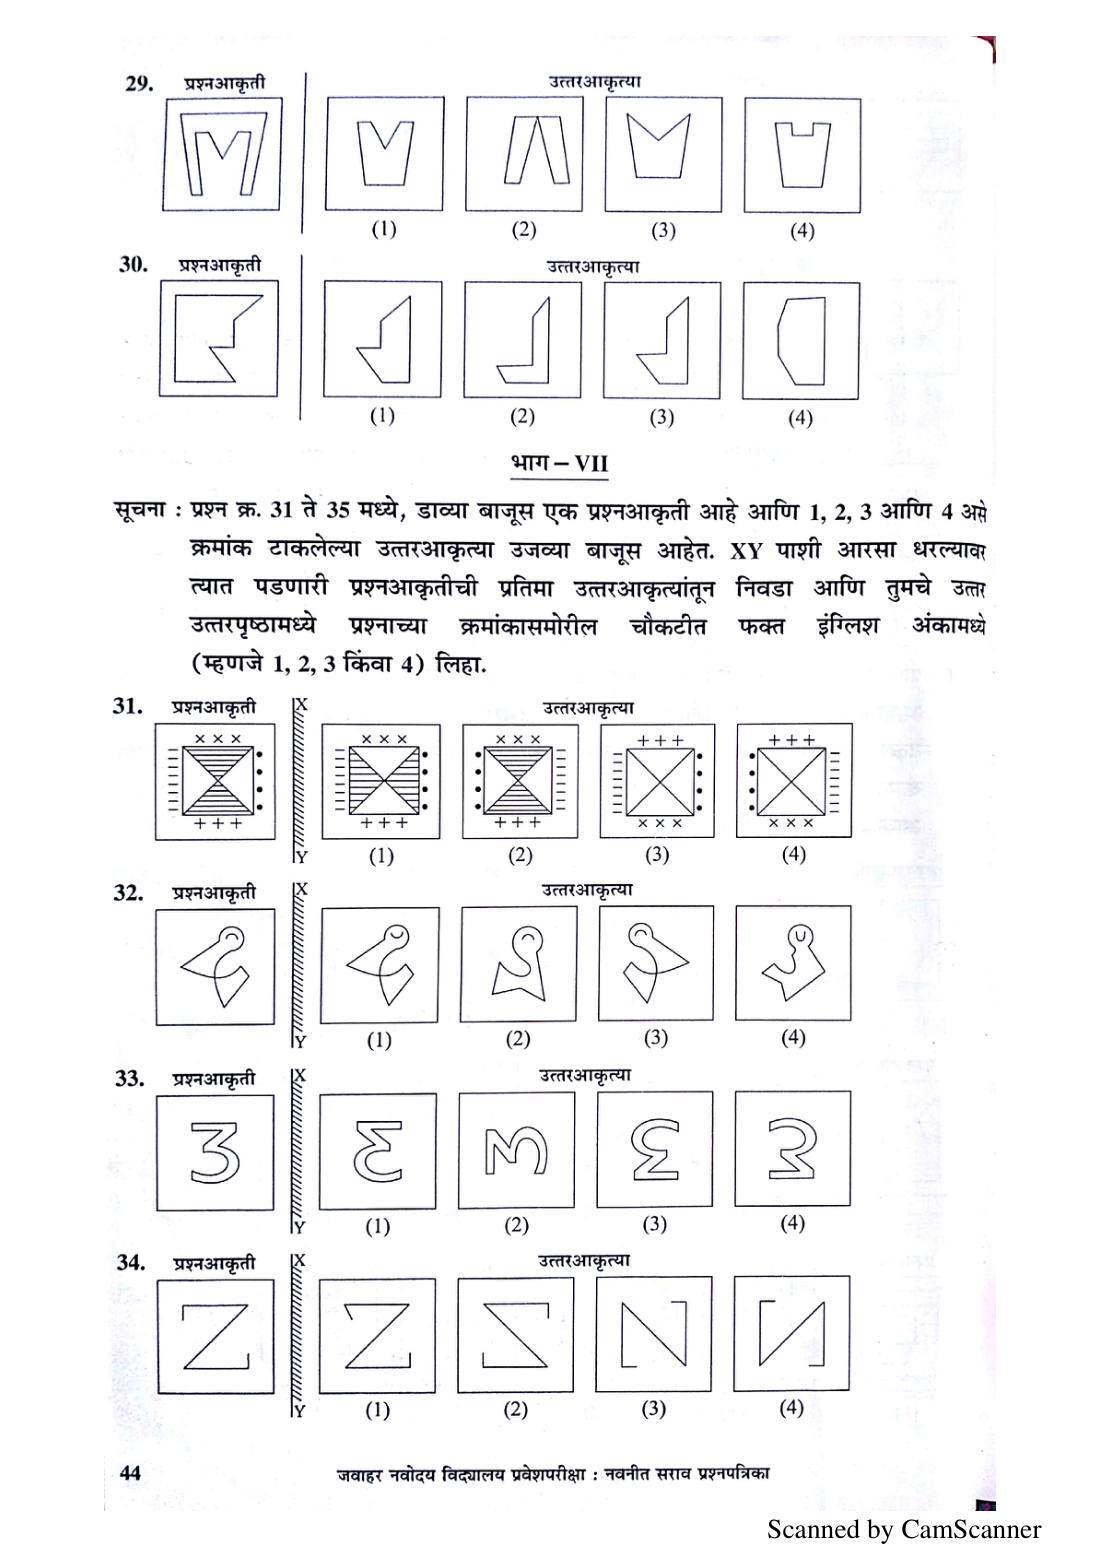 29. प्रश्नआकृती उत्तरआकृत्या
(1) (2) (3) (4)
30. प्रश्नआकृती उत्तरआकृत्या
(1) (2) (3) (4)
भाग – VII
सूचना : प्रश्न क्र. 31 ते 35 मध्ये, डाव्या बाजूस एक प्रश्नआकृती आहे आणि 1, 2, 3 आणि 4 असे
क्रमांक टाकलेल्या उत्तरआकृत्या उजव्या बाजूस आहेत. XY पाशी आरसा धरल्यावर
त्यात पडणारी प्रश्नआकृतीची प्रतिमा उत्तरआकृत्यांतून निवडा आणि तुमचे उत्तर
उत्तरपृष्ठामध्ये प्रश्नाच्या क्रमांकासमोरील चौकटीत फक्त इंग्लिश अंकामध्ये
(म्हणजे 1, 2, 3 किंवा 4) लिहा.
31. प्रश्नआकृती X उत्तरआकृत्या
Y (1) (2) (3) (4)
32. प्रश्नआकृती X उत्तरआकृत्या
Y (1) (2) (3) (4)
33. प्रश्नआकृती X उत्तरआकृत्या
Y (1) (2) (3) (4)
34. प्रश्नआकृती X उत्तरआकृत्या
Y (1) (2) (3) (4)
44 जवाहर नवोदय विद्यालय प्रवेशपरीक्षा : नवनीत सराव प्रश्नपत्रिका
Scanned by CamScanner